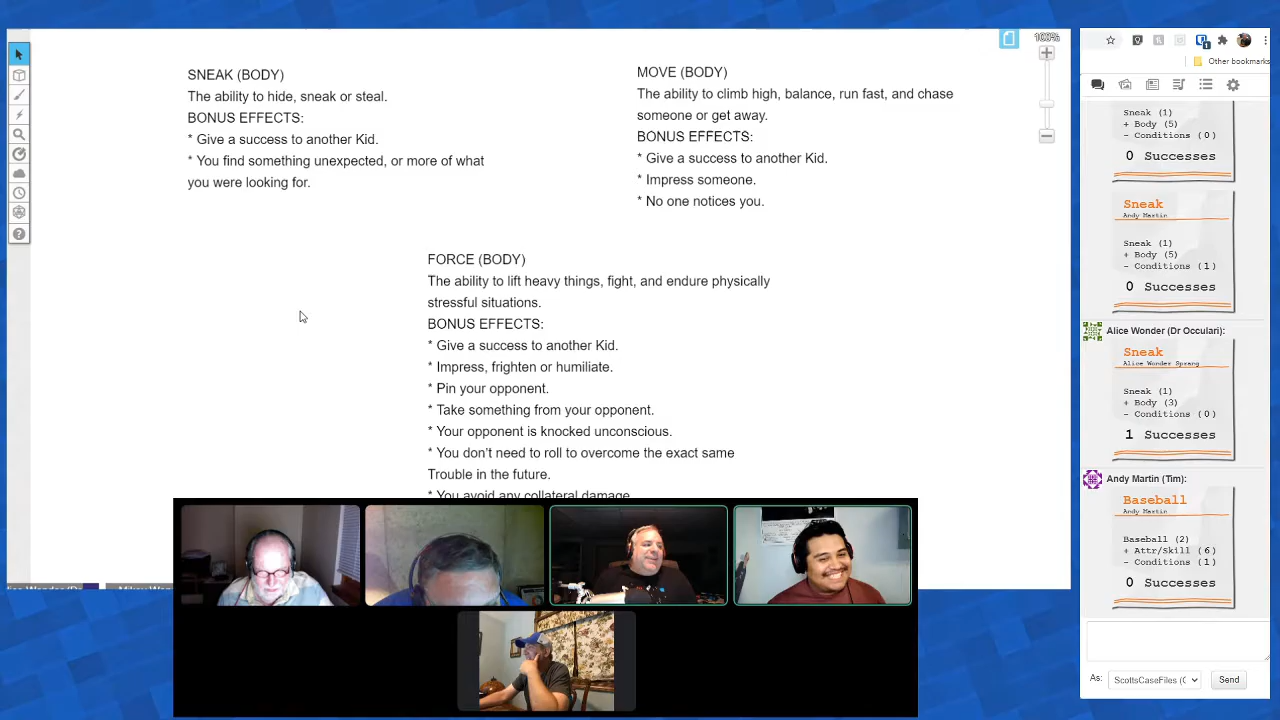 SNEAK (BODY)
The ability to hide, sneak or steal.
BONUS EFFECTS:
* Give a success to another Kid.
* You find something unexpected, or more of what
you were looking for.
MOVE (BODY)
The ability to climb high, balance, run fast, and chase
someone or get away.
BONUS EFFECTS:
* Give a success to another Kid.
* Impress someone.
* No one notices you.
FORCE (BODY)
The ability to lift heavy things, fight, and endure physically
stressful situations.
BONUS EFFECTS:
* Give a success to another Kid.
* Impress, frighten or humiliate.
* Pin your opponent.
* Take something from your opponent.
* Your opponent is knocked unconscious.
* You don't need to roll to overcome the exact same
Trouble in the future.
* You avoid any collateral damage
100%
Other bookmarks
Sneak (1)
+ Body (5)
- Conditions (0)
0 Successes
Sneak
Andy Martin
Sneak (1)
+ Body (5)
- Conditions (1)
0 Successes
Alice Wonder (Dr Occulari):
Sneak
Alice Wonder Sprang
Sneak (1)
+ Body (3)
- Conditions (0)
1 Successes
Andy Martin (Tim):
Baseball
Andy Martin
Baseball (2)
+ Attr/Skill (6)
- Conditions (1)
0 Successes
As: ScottsCaseFiles (G
Send